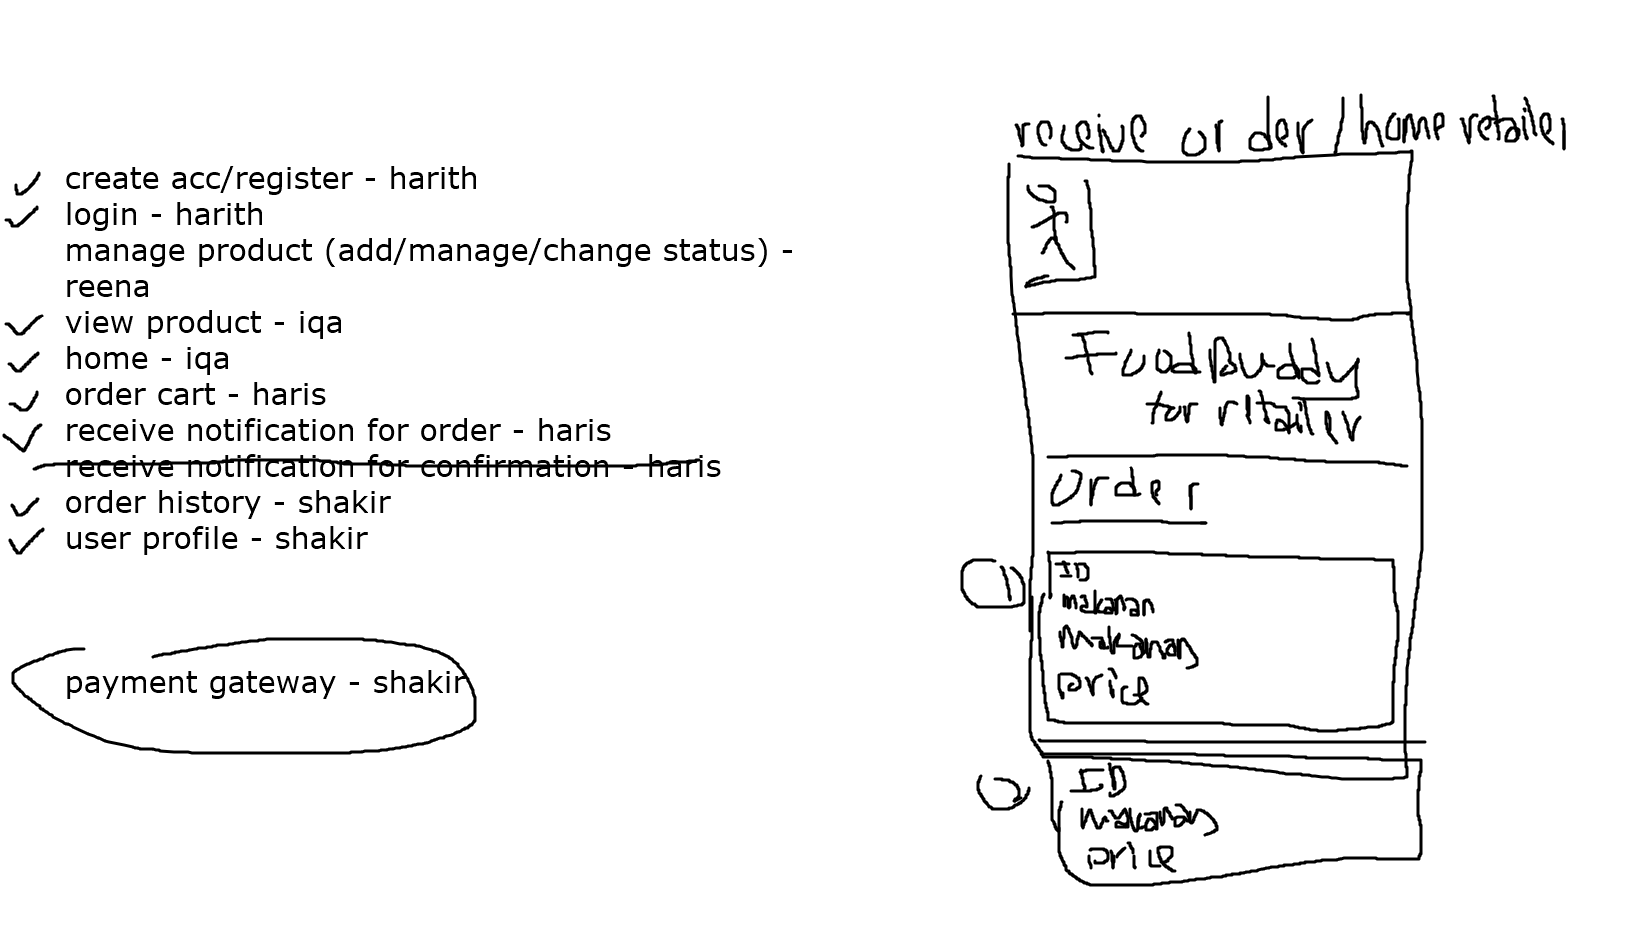 create acc/register - harith
login - harith
manage product (add/manage/change status) -
reena
view product - iqa
home - iqa
order cart - haris
receive notification for order - haris
receive notification for confirmation - haris
order history - shakir
user profile - shakir
payment gateway - shakir
receive order / home retailer
FoodBuddy
for retailer
Order
1
ID
makanan
makanan
price
2
ID
makanan
price